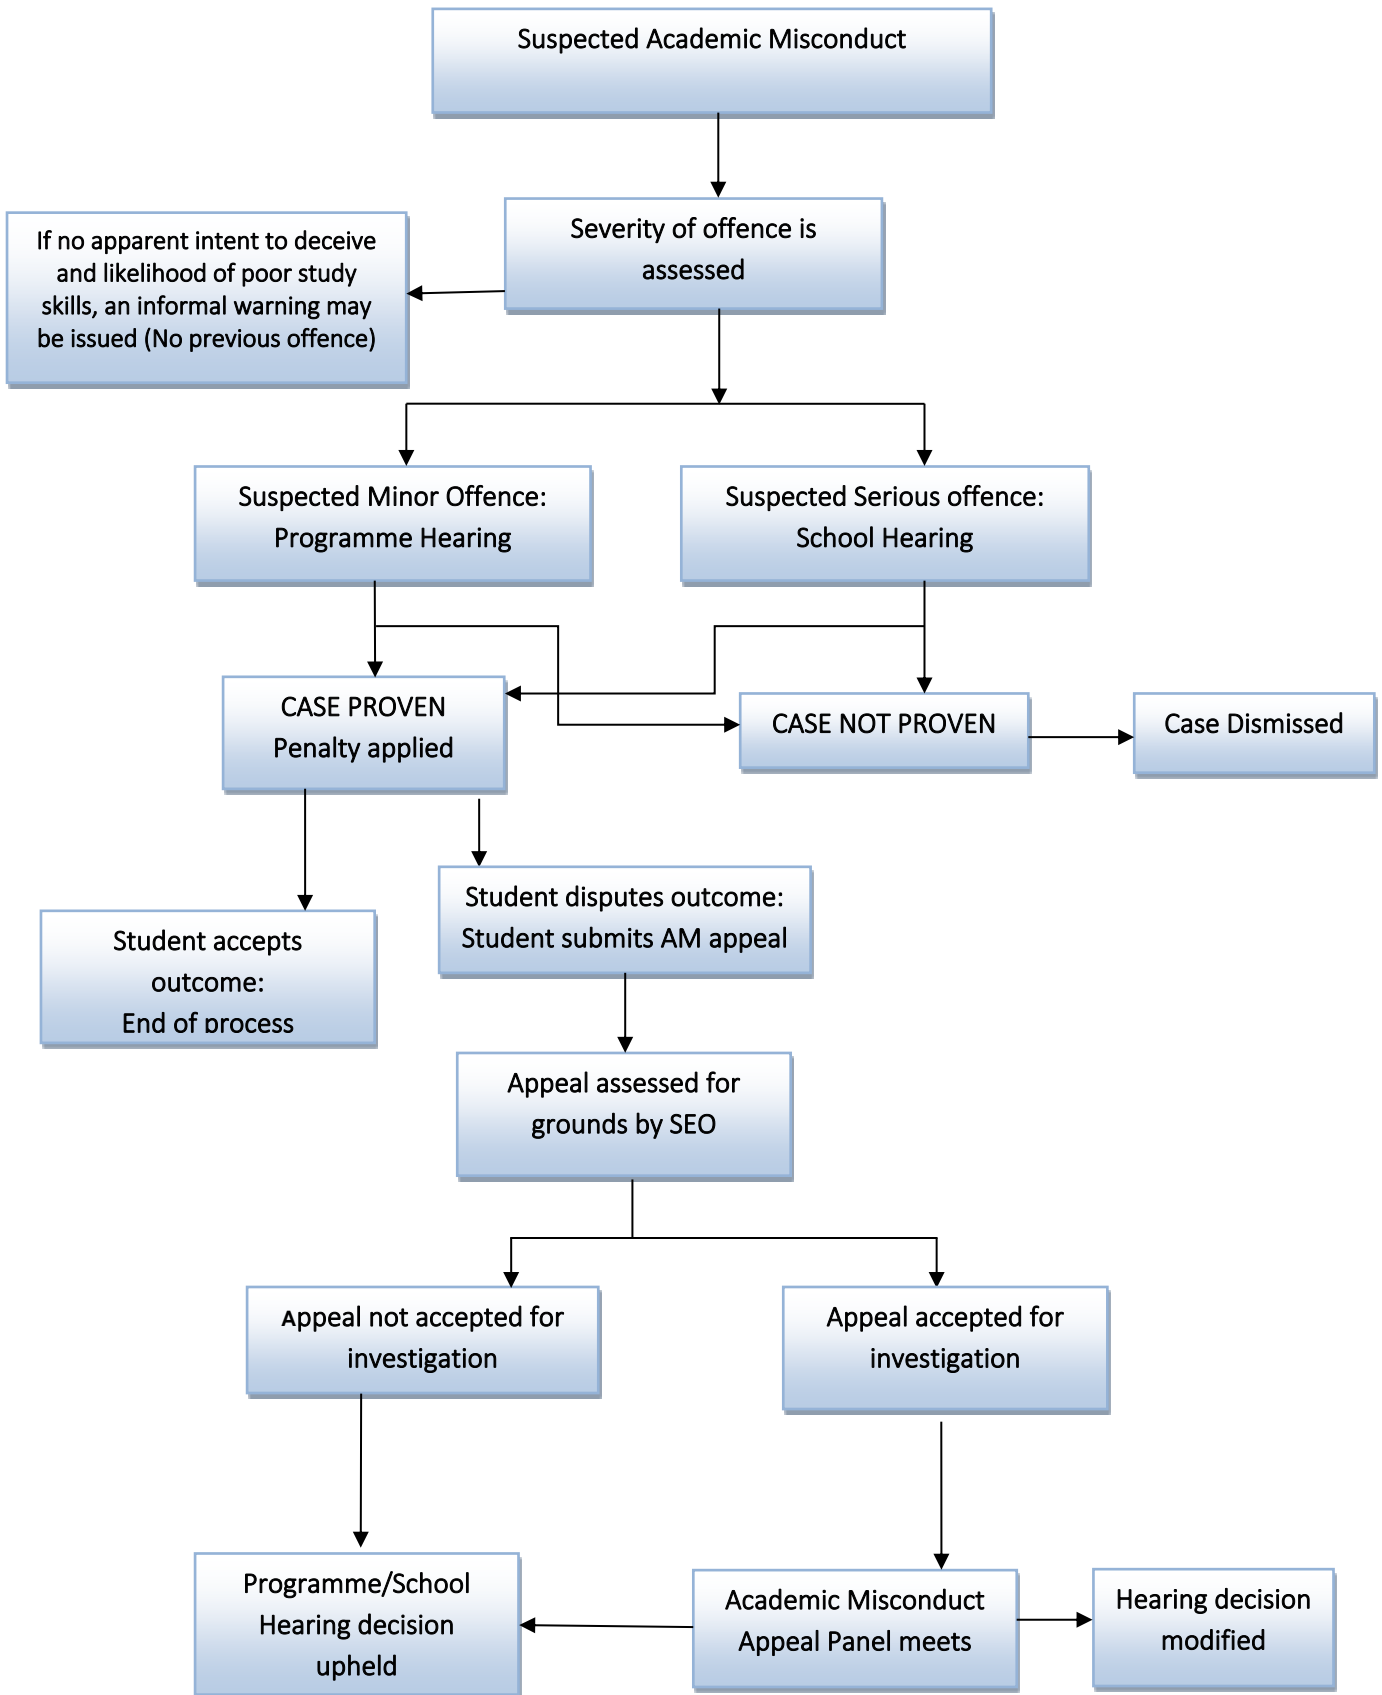 Suspected Academic Misconduct
Severity of offence is
assessed
If no apparent intent to deceive
and likelihood of poor study
skills, an informal warning may
be issued (No previous offence)
Suspected Minor Offence:
Programme Hearing
Suspected Serious offence:
School Hearing
CASE PROVEN
Penalty applied
CASE NOT PROVEN
Case Dismissed
Student disputes outcome:
Student submits AM appeal
Student accepts
outcome:
End of process
Appeal assessed for
grounds by SEO
Appeal not accepted for
investigation
Appeal accepted for
investigation
Programme/School
Hearing decision
upheld
Academic Misconduct
Appeal Panel meets
Hearing decision
modified